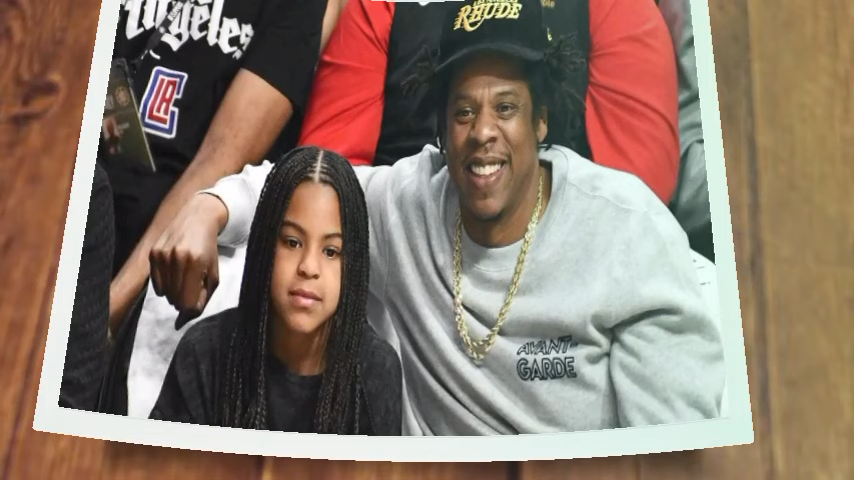 Angeles
LA
RHUDE
AVANT-
GARDE